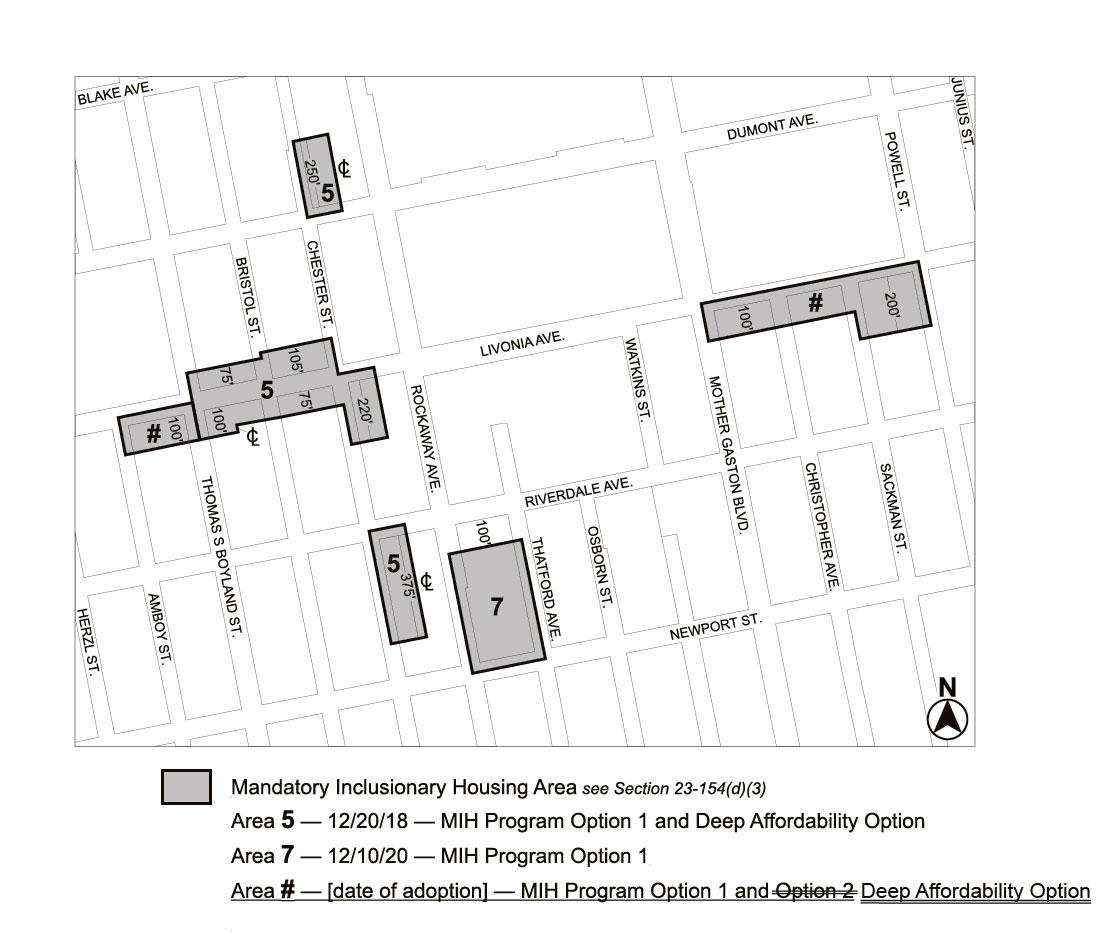 BLAKE AVE.
JUNIUS ST.
DUMONT AVE.
POWELL ST.
250'
5
℄
BRISTOL ST.
CHESTER ST.
#
100'
200'
LIVONIA AVE.
WATKINS ST.
105'
75'
5
75'
100'
220'
℄
#
100'
ROCKAWAY AVE.
MOTHER GASTON BLVD.
THOMAS S BOYLAND ST.
RIVERDALE AVE.
CHRISTOPHER AVE.
SACKMAN ST.
100'
5
375'
℄
THATFORD AVE.
OSBORN ST.
7
HERZL ST.
AMBOY ST.
NEWPORT ST.
N
Mandatory Inclusionary Housing Area see Section 23-154(d)(3)
Area 5 — 12/20/18 — MIH Program Option 1 and Deep Affordability Option
Area 7 — 12/10/20 — MIH Program Option 1
Area # — [date of adoption] — MIH Program Option 1 and Option 2 Deep Affordability Option